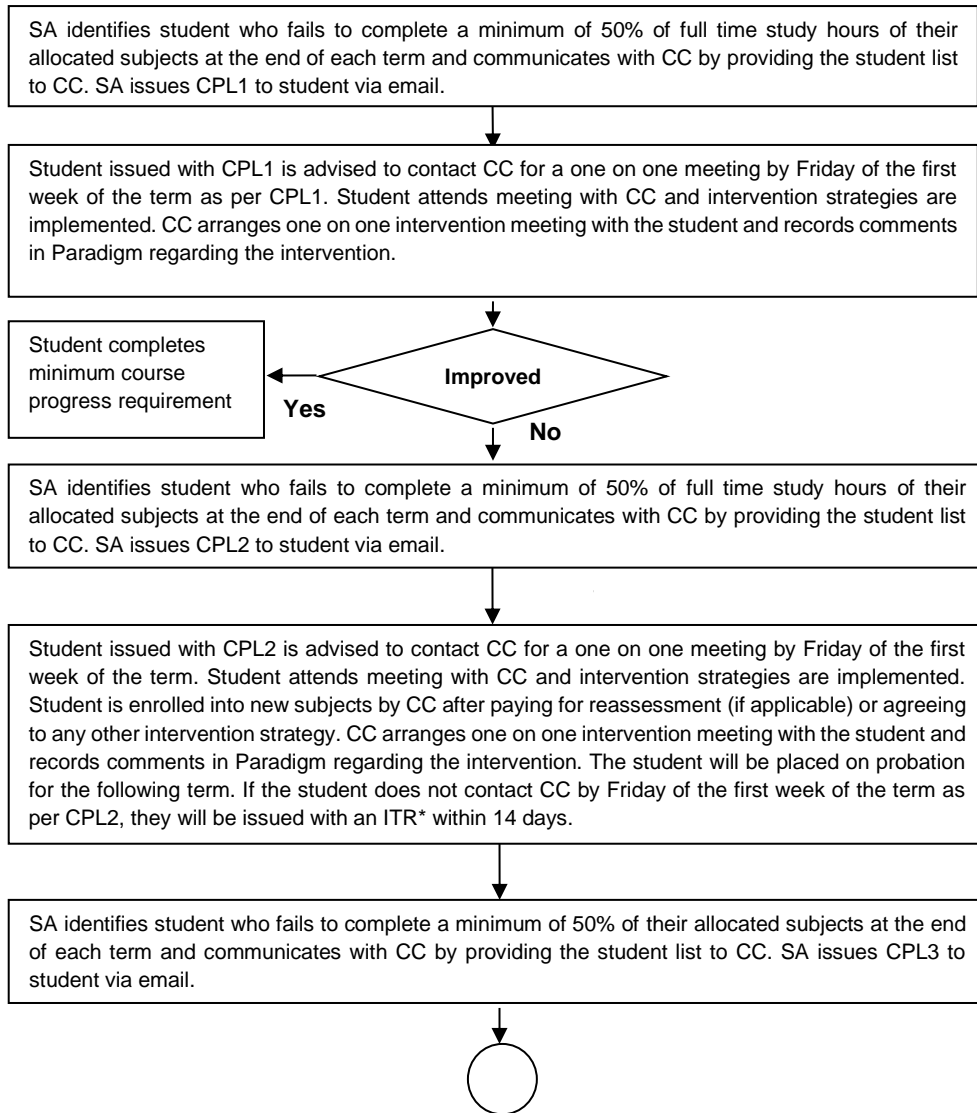 SA identifies student who fails to complete a minimum of 50% of full time study hours of their
allocated subjects at the end of each term and communicates with CC by providing the student list
to CC. SA issues CPL1 to student via email.
Student issued with CPL1 is advised to contact CC for a one on one meeting by Friday of the first
week of the term as per CPL1. Student attends meeting with CC and intervention strategies are
implemented. CC arranges one on one intervention meeting with the student and records comments
in Paradigm regarding the intervention.
Student completes
minimum course
progress requirement
Improved
Yes
No
SA identifies student who fails to complete a minimum of 50% of full time study hours of their
allocated subjects at the end of each term and communicates with CC by providing the student list
to CC. SA issues CPL2 to student via email.
Student issued with CPL2 is advised to contact CC for a one on one meeting by Friday of the first
week of the term. Student attends meeting with CC and intervention strategies are implemented.
Student is enrolled into new subjects by CC after paying for reassessment (if applicable) or agreeing
to any other intervention strategy. CC arranges one on one intervention meeting with the student and
records comments in Paradigm regarding the intervention. The student will be placed on probation
for the following term. If the student does not contact CC by Friday of the first week of the term as
per CPL2, they will be issued with an ITR* within 14 days.
SA identifies student who fails to complete a minimum of 50% of their allocated subjects at the end
of each term and communicates with CC by providing the student list to CC. SA issues CPL3 to
student via email.